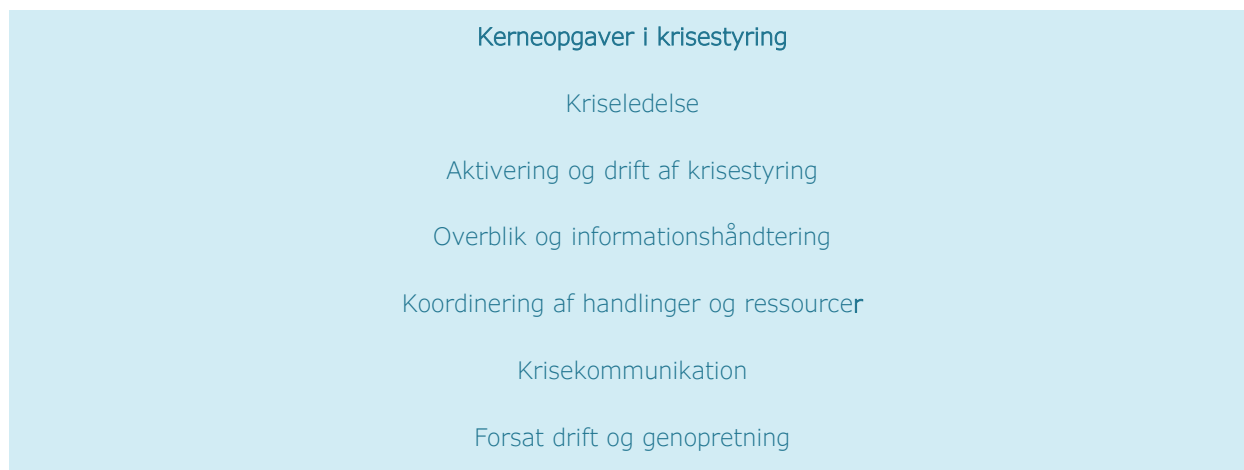 Kerneopgaver i krisestyring
Kriseledelse
Aktivering og drift af krisestyring
Overblik og informationshåndtering
Koordinering af handlinger og ressourcer
Krisekommunikation
Forsat drift og genopretning